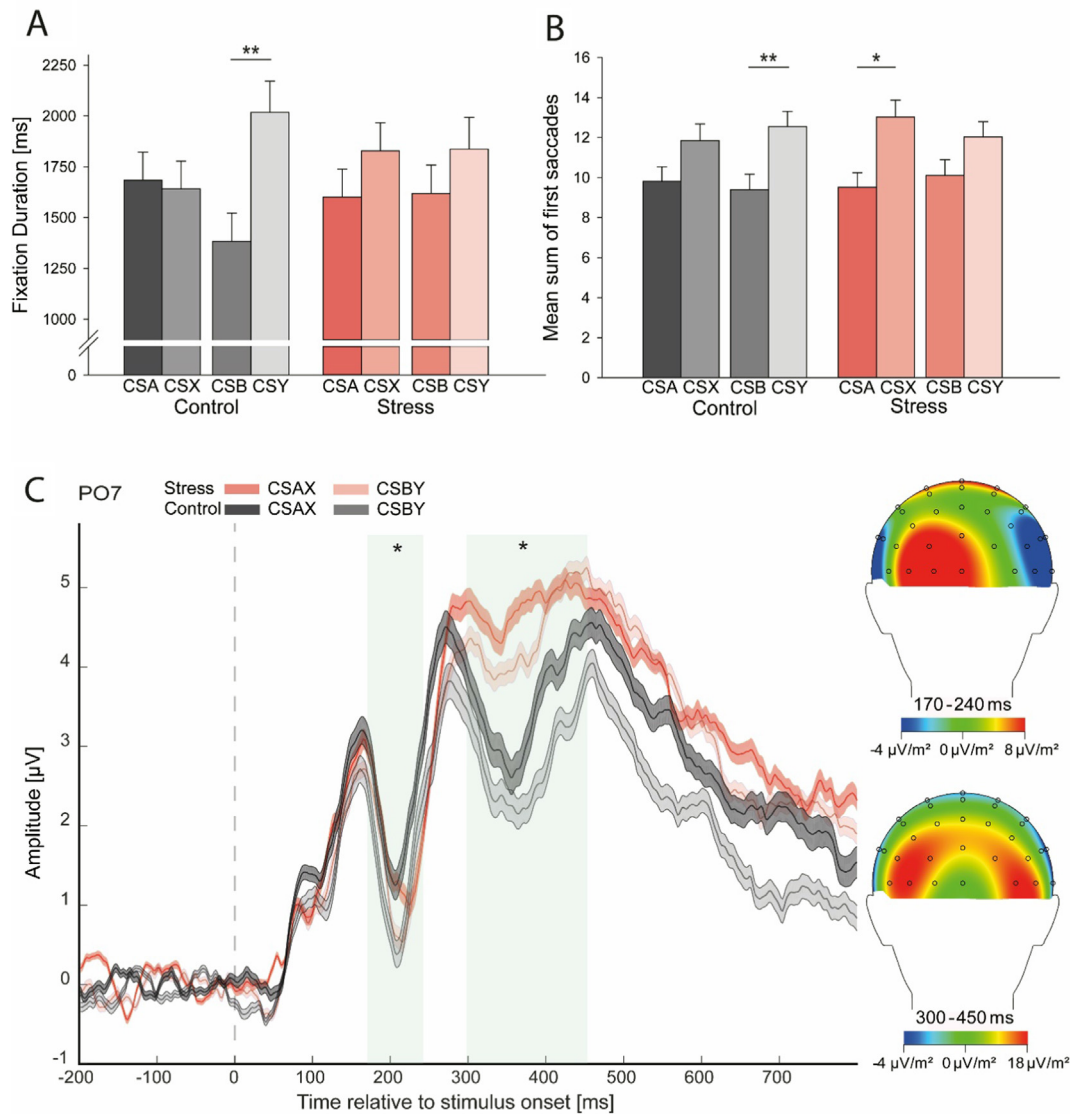 A
B
**
** *
2250
2000
1750
1500
1250
1000
0
Fixation Duration [ms]
CSA CSX CSB CSY CSA CSX CSB CSY
Control Stress
16
14
12
10
8
6
4
2
0
Mean sum of first saccades
CSA CSX CSB CSY CSA CSX CSB CSY
Control Stress
C PO7
Stress CSAX CSBY
Control CSAX CSBY
* *
5
4
3
2
1
0
-1
Amplitude [µV]
-200 -100 0 100 200 300 400 500 600 700
Time relative to stimulus onset [ms]
170-240 ms
-4 µV/m² 0 µV/m² 8 µV/m²
300-450 ms
-4 µV/m² 0 µV/m² 18 µV/m²